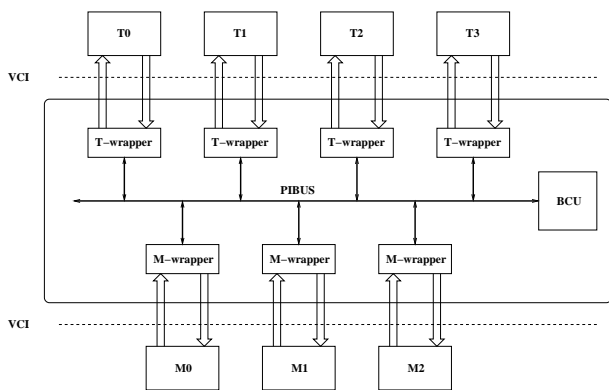 T0 T1 T2 T3
VCI
T−wrapper T−wrapper T−wrapper T−wrapper
PIBUS
BCU
M−wrapper M−wrapper M−wrapper
VCI
M0 M1 M2